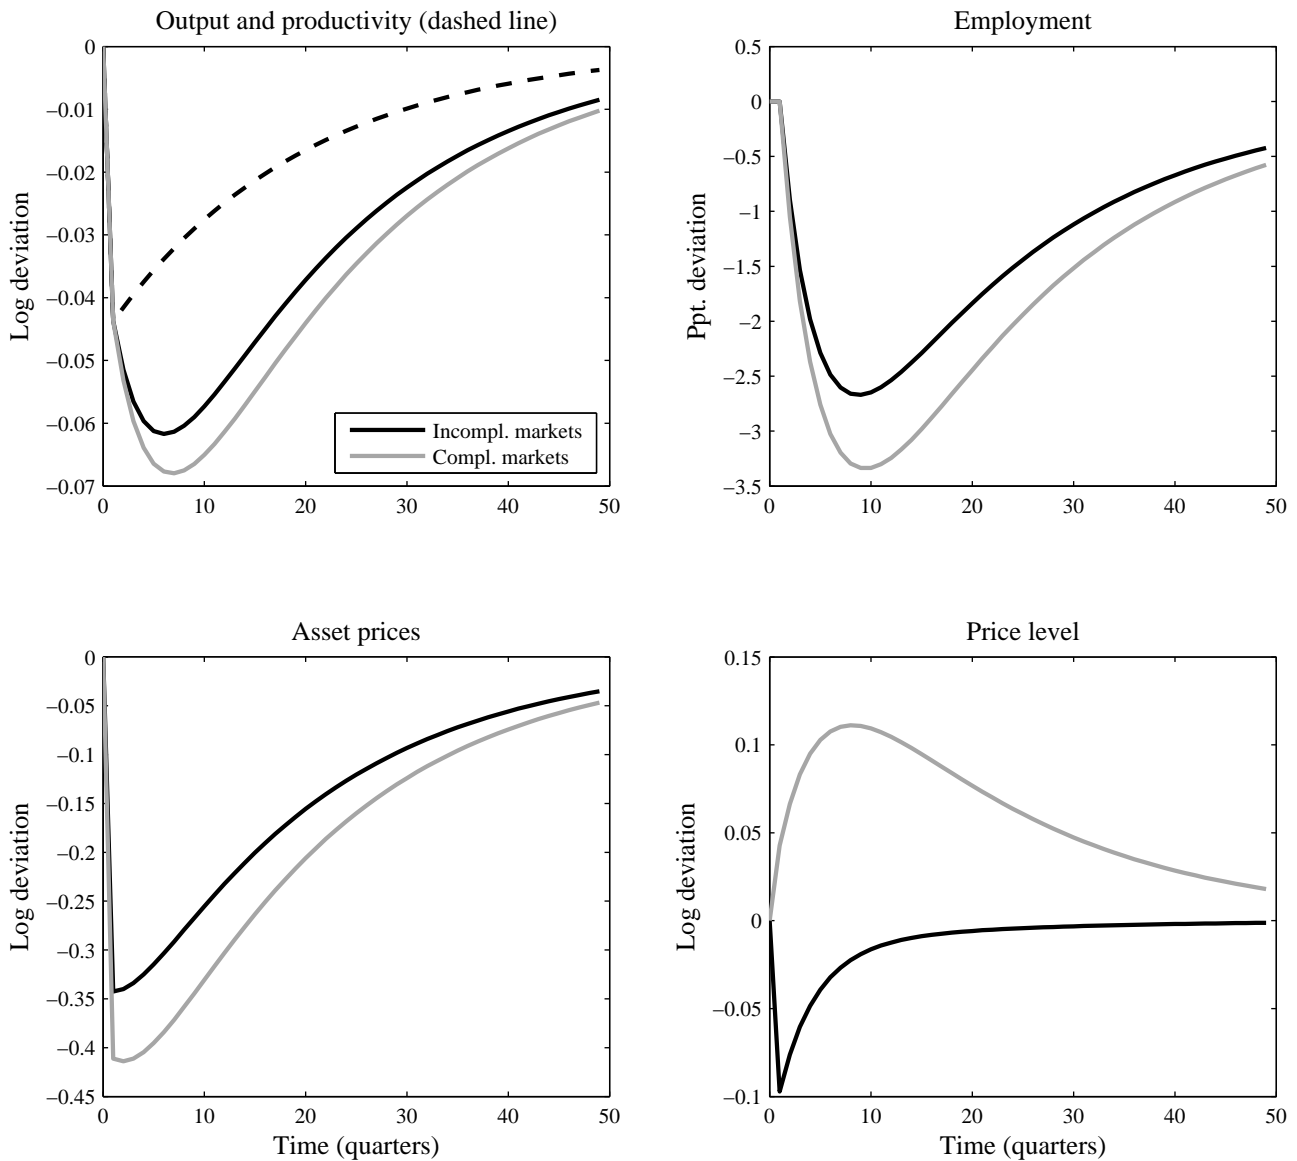 Output and productivity (dashed line)
Log deviation
0
−0.01
−0.02
−0.03
−0.04
−0.05
−0.06
−0.07
0 10 20 30 40 50
Incompl. markets
Compl. markets
Employment
Ppt. deviation
0.5
0
−0.5
−1
−1.5
−2
−2.5
−3
−3.5
0 10 20 30 40 50
Asset prices
Log deviation
0
−0.05
−0.1
−0.15
−0.2
−0.25
−0.3
−0.35
−0.4
−0.45
0 10 20 30 40 50
Time (quarters)
Price level
Log deviation
0.15
0.1
0.05
0
−0.05
−0.1
0 10 20 30 40 50
Time (quarters)